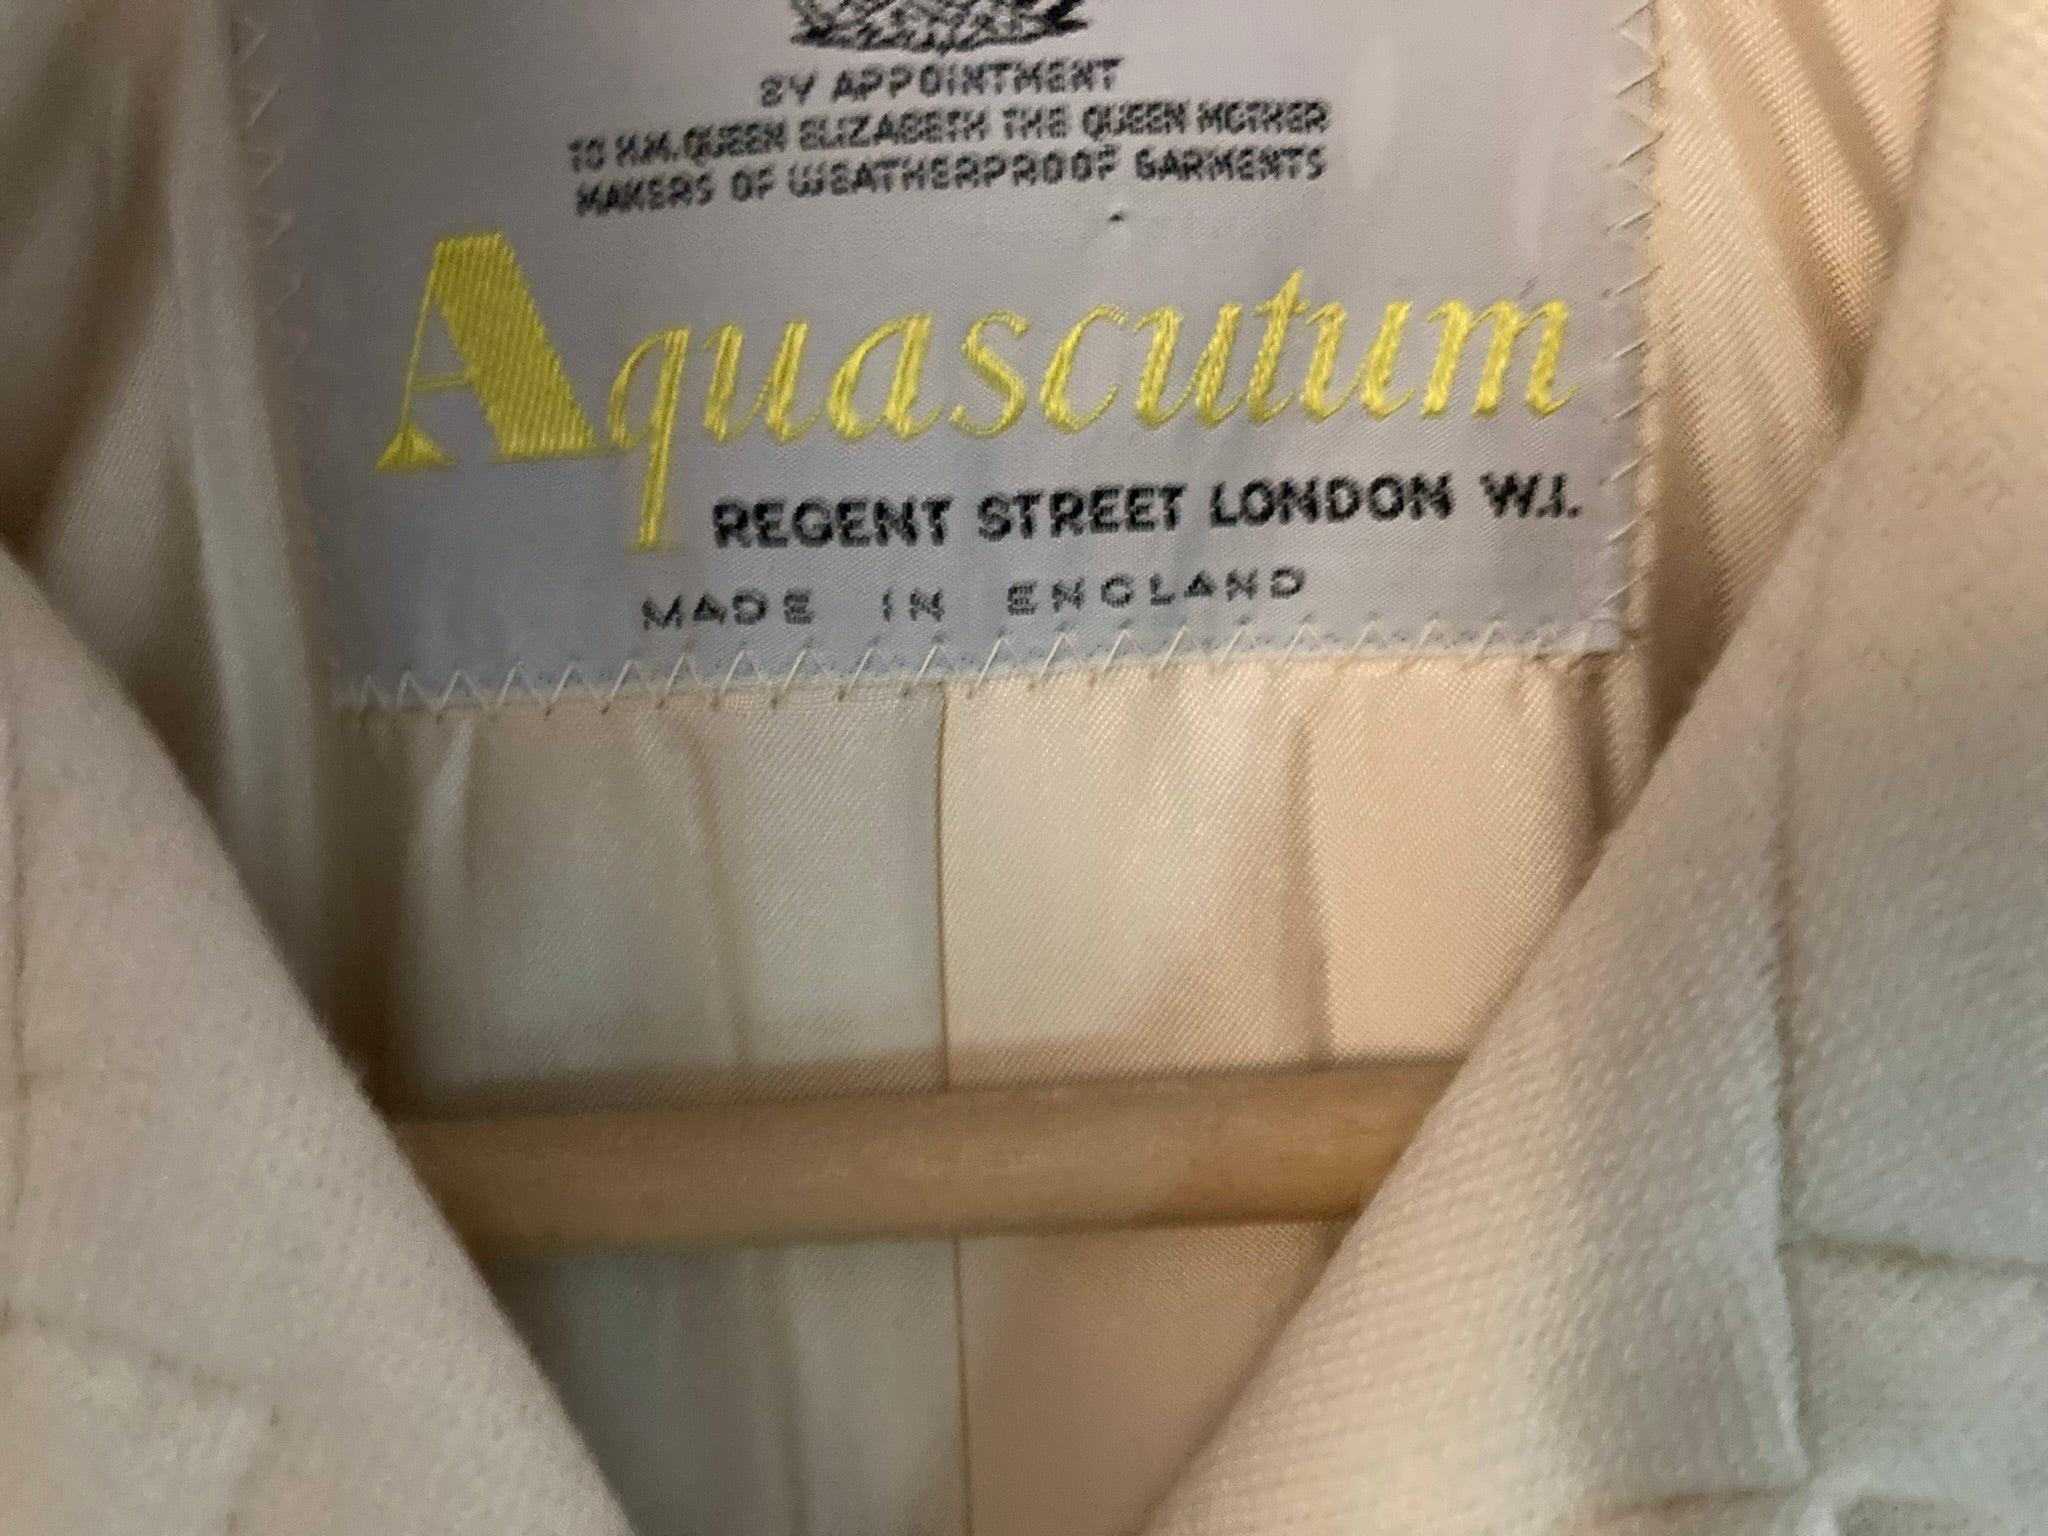 BY APPOINTMENT
TO H.M. QUEEN ELIZABETH THE QUEEN MOTHER
MAKERS OF WEATHERPROOF GARMENTS
Aquascutum
REGENT STREET LONDON W.1.
MADE IN ENGLAND